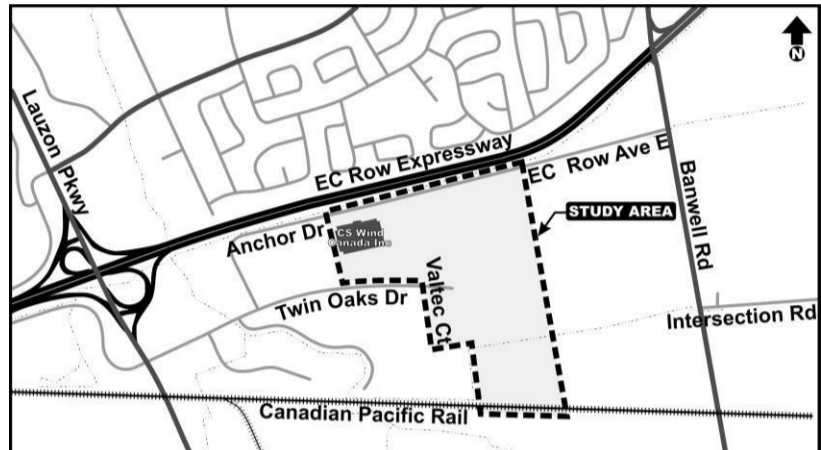 N
Lauzon Pkwy
EC Row Expressway
EC Row Ave E
Banwell Rd
STUDY AREA
Anchor Dr
CS Wind
Canada Inc
Valtec Ct
Twin Oaks Dr
Intersection Rd
Canadian Pacific Rail